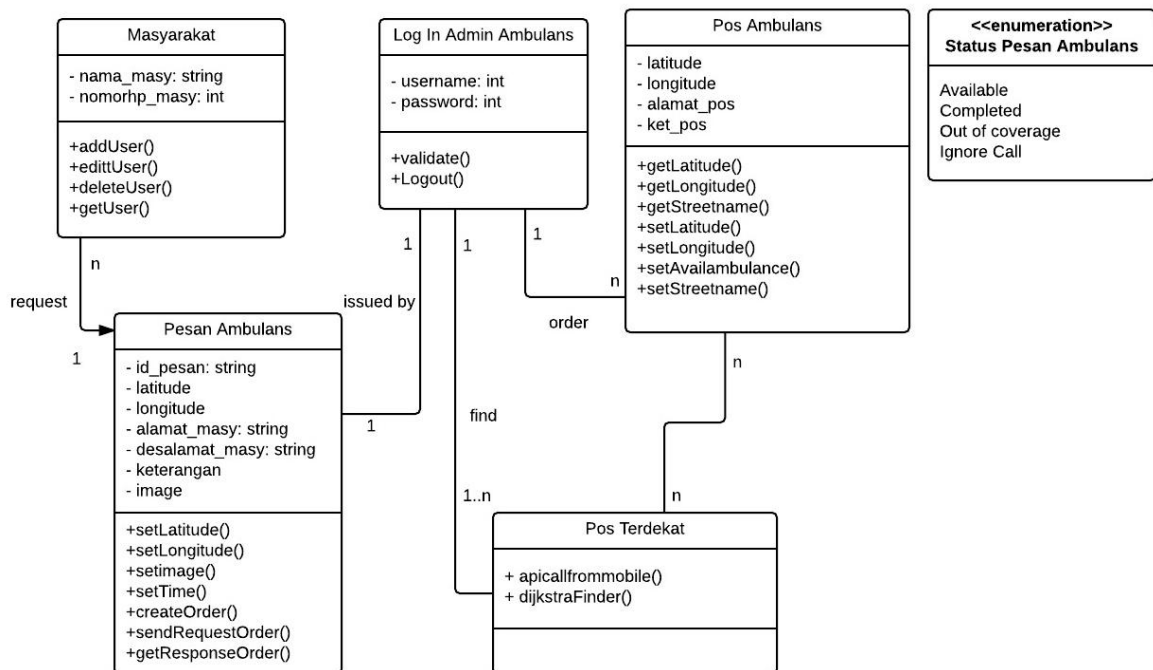 Masyarakat
- nama_masy: string
- nomorhp_masy: int
+addUser()
+edittUser()
+deleteUser()
+getUser()
Log In Admin Ambulans
- username: int
- password: int
+validate()
+Logout()
Pos Ambulans
- latitude
- longitude
- alamat_pos
- ket_pos
+getLatitude()
+getLongitude()
+getStreetname()
+setLatitude()
+setLongitude()
+setAvailambulance()
+setStreetname()
<<enumeration>>
Status Pesan Ambulans
Available
Completed
Out of coverage
Ignore Call
n
request
1
1
issued by
1
1
find
1..n
1
order
n
n
n
Pesan Ambulans
- id_pesan: string
- latitude
- longitude
- alamat_masy: string
- desalamat_masy: string
- keterangan
- image
+setLatitude()
+setLongitude()
+setimage()
+setTime()
+createOrder()
+sendRequestOrder()
+getResponseOrder()
Pos Terdekat
+ apicallfrommobile()
+ dijkstraFinder()